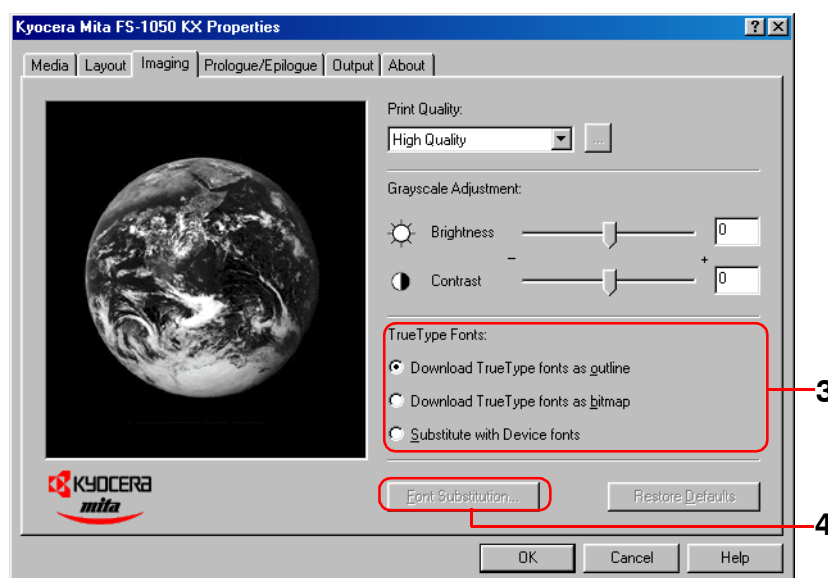 Kyocera Mita FS-1050 KX Properties
Media Layout Imaging Prologue/Epilogue Output About
Print Quality:
High Quality ...
Grayscale Adjustment:
Brightness 0
- +
Contrast 0
TrueType Fonts:
Download TrueType fonts as outline
Download TrueType fonts as bitmap
3
Substitute with Device fonts
KYOCERA
mita
Font Substitution... Restore Defaults
4
OK Cancel Help